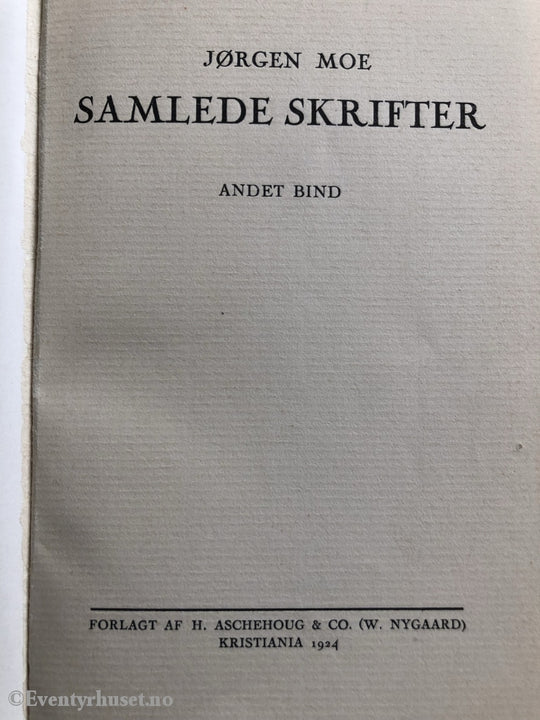 JØRGEN MOE
SAMLEDE SKRIFTER
ANDET BIND
FORLAGT AF H. ASCHEHOUG & CO. (W. NYGAARD)
KRISTIANIA 1924
©Eventyrhuset.no